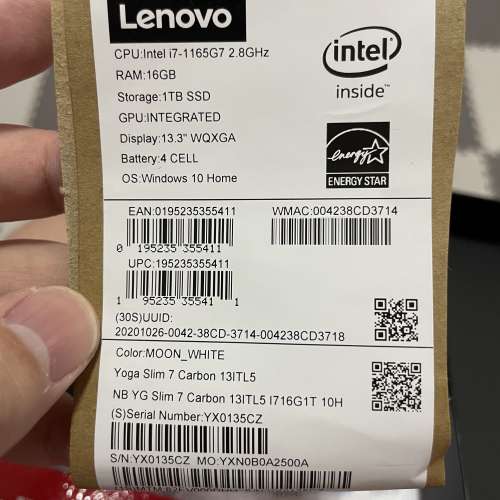 Lenovo
CPU:Intel i7-1165G7 2.8GHz
RAM:16GB
Storage:1TB SSD
GPU:INTEGRATED
Display:13.3" WQXGA
Battery:4 CELL
OS:Windows 10 Home
intel
inside™
energy
ENERGY STAR
EAN:0195235355411
WMAC:004238CD3714
0 195235 355411
UPC:195235355411
1 95235 35541 1
(30S)UUID:
20201026-0042-38CD-3714-004238CD3718
Color:MOON_WHITE
Yoga Slim 7 Carbon 13ITL5
NB YG Slim 7 Carbon 13ITL5 I716G1T 10H
(S)Serial Number:YX0135CZ
S/N:YX0135CZ MO:YXN0B0A2500A